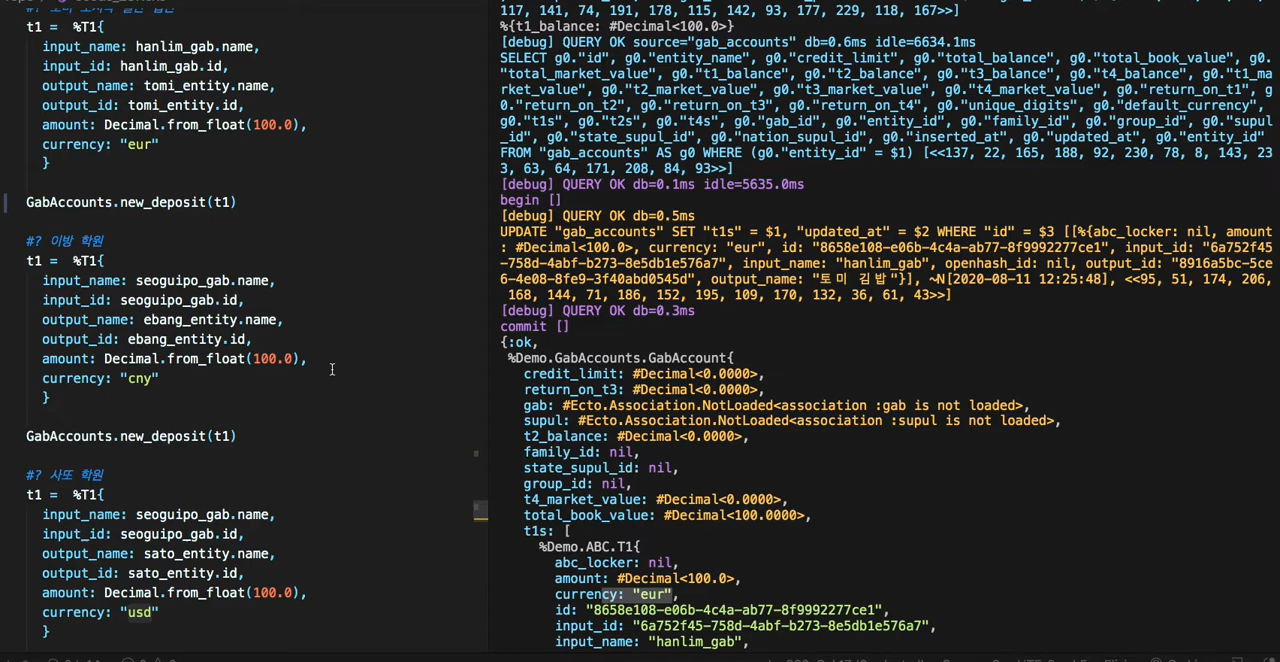 t1 =  %T1{
input_name: hanlim_gab.name,
input_id: hanlim_gab.id,
output_name: tomi_entity.name,
output_id: tomi_entity.id,
amount: Decimal.from_float(100.0),
currency: "eur"
}
GabAccounts.new_deposit(t1)
#? 이방 학원
t1 =  %T1{
input_name: seoguipo_gab.name,
input_id: seoguipo_gab.id,
output_name: ebang_entity.name,
output_id: ebang_entity.id,
amount: Decimal.from_float(100.0),
currency: "cny"
}
GabAccounts.new_deposit(t1)
#? 사또 학원
t1 =  %T1{
input_name: seoguipo_gab.name,
input_id: seoguipo_gab.id,
output_name: sato_entity.name,
output_id: sato_entity.id,
amount: Decimal.from_float(100.0),
currency: "usd"
}
117, 141, 74, 191, 178, 115, 142, 93, 177, 229, 118, 167>>]
%{t1_balance: #Decimal<100.0>}
[debug] QUERY OK source="gab_accounts" db=0.6ms idle=6634.1ms
SELECT g0."id", g0."entity_name", g0."credit_limit", g0."total_balance", g0."total_book_value", g0.
"total_market_value", g0."t1_balance", g0."t2_balance", g0."t3_balance", g0."t4_balance", g0."t1_ma
rket_value", g0."t2_market_value", g0."t3_market_value", g0."t4_market_value", g0."return_on_t1", g
0."return_on_t2", g0."return_on_t3", g0."return_on_t4", g0."unique_digits", g0."default_currency",
g0."t1s", g0."t2s", g0."t4s", g0."gab_id", g0."entity_id", g0."family_id", g0."group_id", g0."supul
_id", g0."state_supul_id", g0."nation_supul_id", g0."inserted_at", g0."updated_at", g0."entity_id"
FROM "gab_accounts" AS g0 WHERE (g0."entity_id" = $1) [<<137, 22, 165, 188, 92, 230, 78, 8, 143, 23
3, 63, 64, 171, 208, 84, 93>>]
[debug] QUERY OK db=0.1ms idle=5635.0ms
begin []
[debug] QUERY OK db=0.5ms
UPDATE "gab_accounts" SET "t1s" = $1, "updated_at" = $2 WHERE "id" = $3 [[%{abc_locker: nil, amount
: #Decimal<100.0>, currency: "eur", id: "8658e108-e06b-4c4a-ab77-8f9992277ce1", input_id: "6a752f45
-758d-4abf-b273-8e5db1e576a7", input_name: "hanlim_gab", openhash_id: nil, output_id: "8916a5bc-5ce
6-4e08-8fe9-3f40abd0545d", output_name: "토미 김밥"}], ~N[2020-08-11 12:25:48], <<95, 51, 174, 206,
168, 144, 71, 186, 152, 195, 109, 170, 132, 36, 61, 43>>]
[debug] QUERY OK db=0.3ms
commit []
{:ok,
%Demo.GabAccounts.GabAccount{
credit_limit: #Decimal<0.0000>,
return_on_t3: #Decimal<0.0000>,
gab: #Ecto.Association.NotLoaded<association :gab is not loaded>,
supul: #Ecto.Association.NotLoaded<association :supul is not loaded>,
t2_balance: #Decimal<0.0000>,
family_id: nil,
state_supul_id: nil,
group_id: nil,
t4_market_value: #Decimal<0.0000>,
total_book_value: #Decimal<100.0000>,
t1s: [
%Demo.ABC.T1{
abc_locker: nil,
amount: #Decimal<100.0>,
currency: "eur",
id: "8658e108-e06b-4c4a-ab77-8f9992277ce1",
input_id: "6a752f45-758d-4abf-b273-8e5db1e576a7",
input_name: "hanlim_gab",